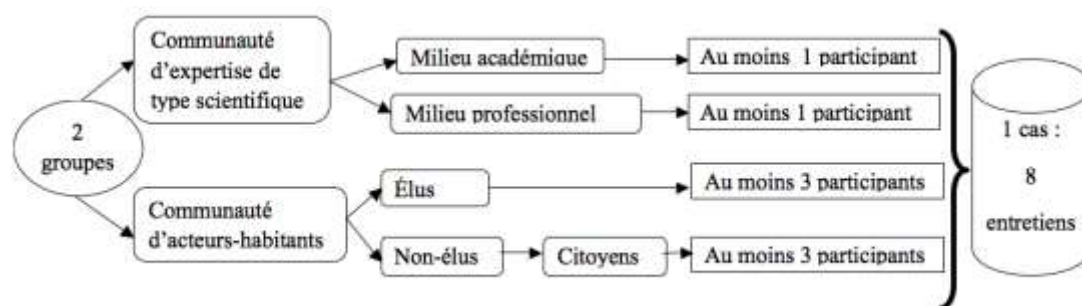 2
groupes
Communauté
d'expertise de
type scientifique
Milieu académique
Au moins 1 participant
Milieu professionnel
Au moins 1 participant
Communauté
d'acteurs-habitants
Élus
Au moins 3 participants
Non-élus
Citoyens
Au moins 3 participants
1 cas :
8
entretiens